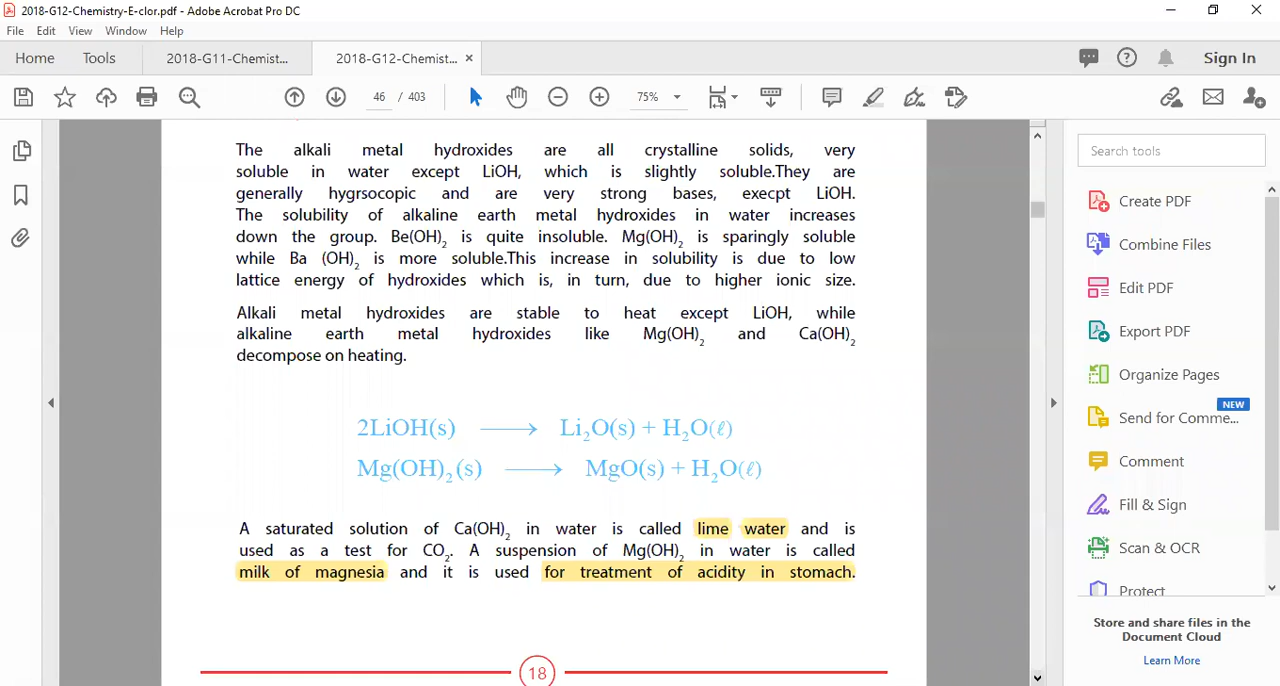 2018-G12-Chemistry-E-clor.pdf - Adobe Acrobat Pro DC
File Edit View Window Help
Home Tools 2018-G11-Chemist... 2018-G12-Chemist... ×
Sign In
46 / 403 75%
The alkali metal hydroxides are all crystalline solids, very
soluble in water except LiOH, which is slightly soluble.They are
generally hygrsocopic and are very strong bases, execpt LiOH.
The solubility of alkaline earth metal hydroxides in water increases
down the group. Be(OH)₂ is quite insoluble. Mg(OH)₂ is sparingly soluble
while Ba (OH)₂ is more soluble.This increase in solubility is due to low
lattice energy of hydroxides which is, in turn, due to higher ionic size.
Alkali metal hydroxides are stable to heat except LiOH, while
alkaline earth metal hydroxides like Mg(OH)₂ and Ca(OH)₂
decompose on heating.
2LiOH(s) ⟶ Li₂O(s) + H₂O(ℓ)
Mg(OH)₂(s) ⟶ MgO(s) + H₂O(ℓ)
A saturated solution of Ca(OH)₂ in water is called lime water and is
used as a test for CO₂. A suspension of Mg(OH)₂ in water is called
milk of magnesia and it is used for treatment of acidity in stomach.
18
Search tools
Create PDF
Combine Files
Edit PDF
Export PDF
Organize Pages
NEW
Send for Comme...
Comment
Fill & Sign
Scan & OCR
Protect
Store and share files in the
Document Cloud
Learn More